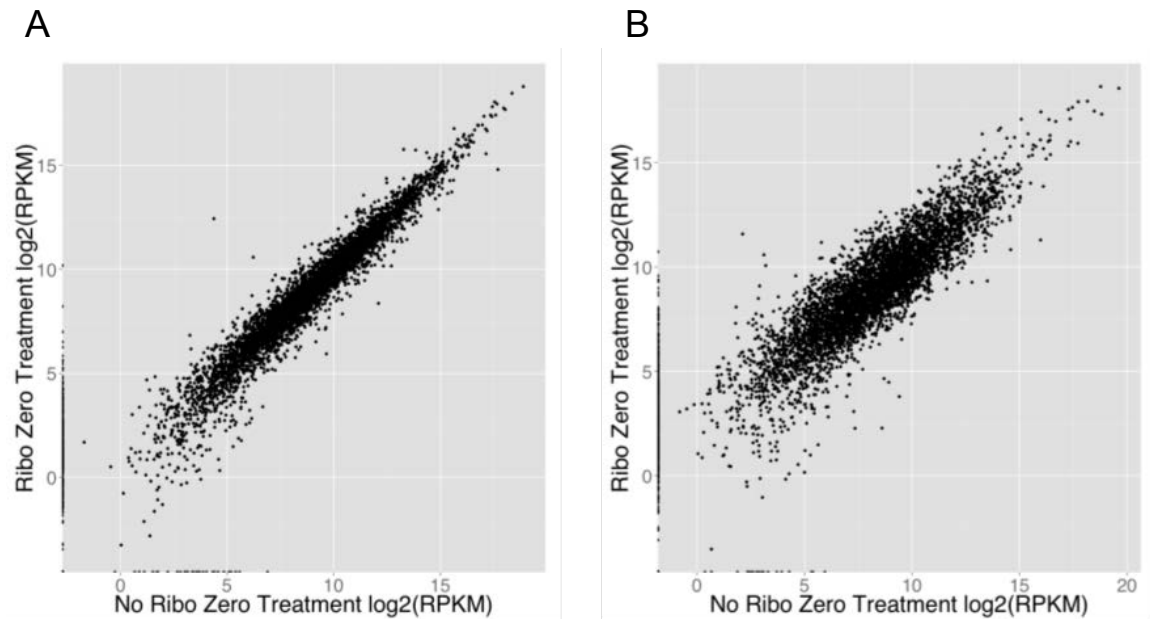 A
B
Ribo Zero Treatment log2(RPKM)
15
10
5
0
0 5 10 15
No Ribo Zero Treatment log2(RPKM)
Ribo Zero Treatment log2(RPKM)
15
10
5
0
0 5 10 15 20
No Ribo Zero Treatment log2(RPKM)